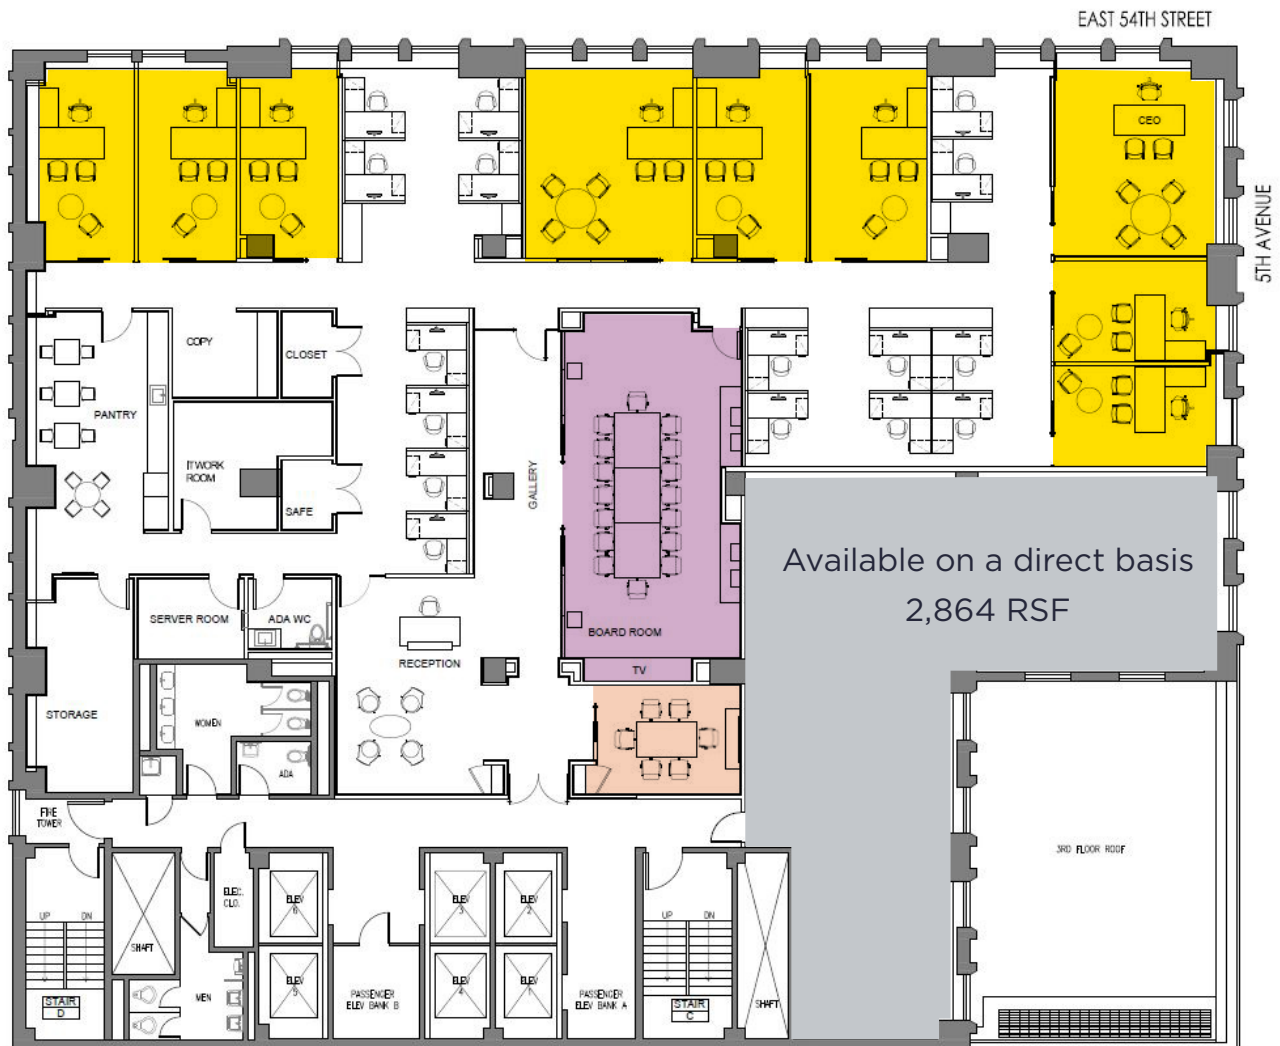 EAST 54TH STREET
5TH AVENUE
CEO
COPY
CLOSET
PANTRY
IT WORK
ROOM
SAFE
GALLERY
Available on a direct basis
2,864 RSF
SERVER ROOM
ADA WC
RECEPTION
BOARD ROOM
TV
STORAGE
WOMEN
ADA
FIRE
TOWER
3RD FLOOR ROOF
ELEC.
CLO.
ELEV
6
ELEV
3
ELEV
2
UP
DN
UP
DN
SHAFT
ELEV
5
ELEV
4
ELEV
1
MEN
PASSENGER
ELEV BANK B
PASSENGER
ELEV BANK A
SHAFT
STAIR
D
STAIR
C